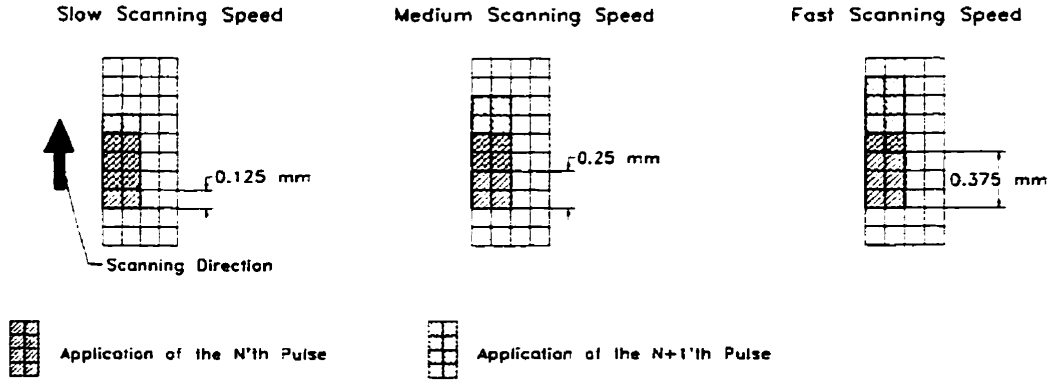 Slow Scanning Speed
Medium Scanning Speed
Fast Scanning Speed
0.125 mm
0.25 mm
0.375 mm
Scanning Direction
Application of the N'th Pulse
Application of the N+1'th Pulse